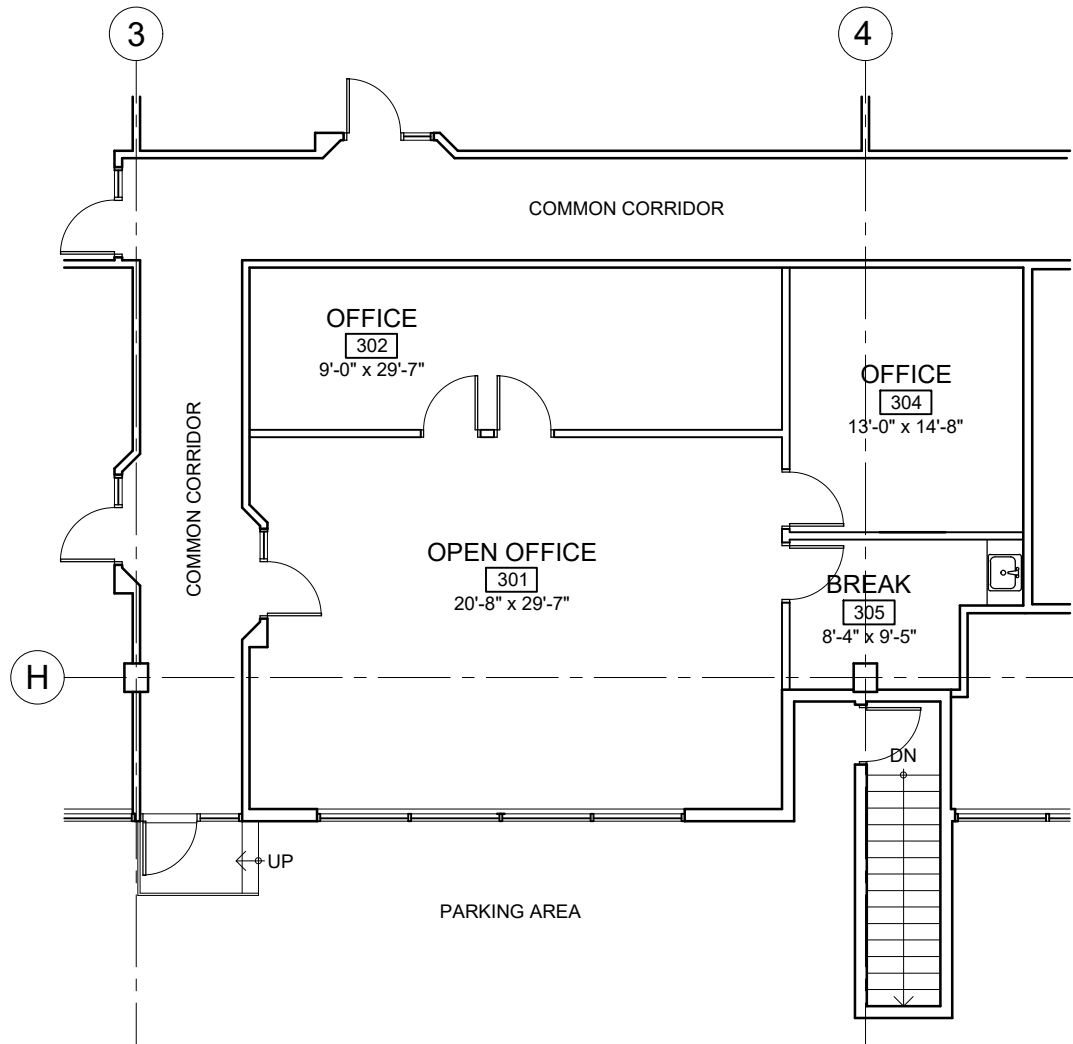 3
4
COMMON CORRIDOR
OFFICE
302
9'-0" x 29'-7"
OFFICE
304
13'-0" x 14'-8"
COMMON CORRIDOR
OPEN OFFICE
301
20'-8" x 29'-7"
BREAK
305
8'-4" x 9'-5"
H
DN
UP
PARKING AREA